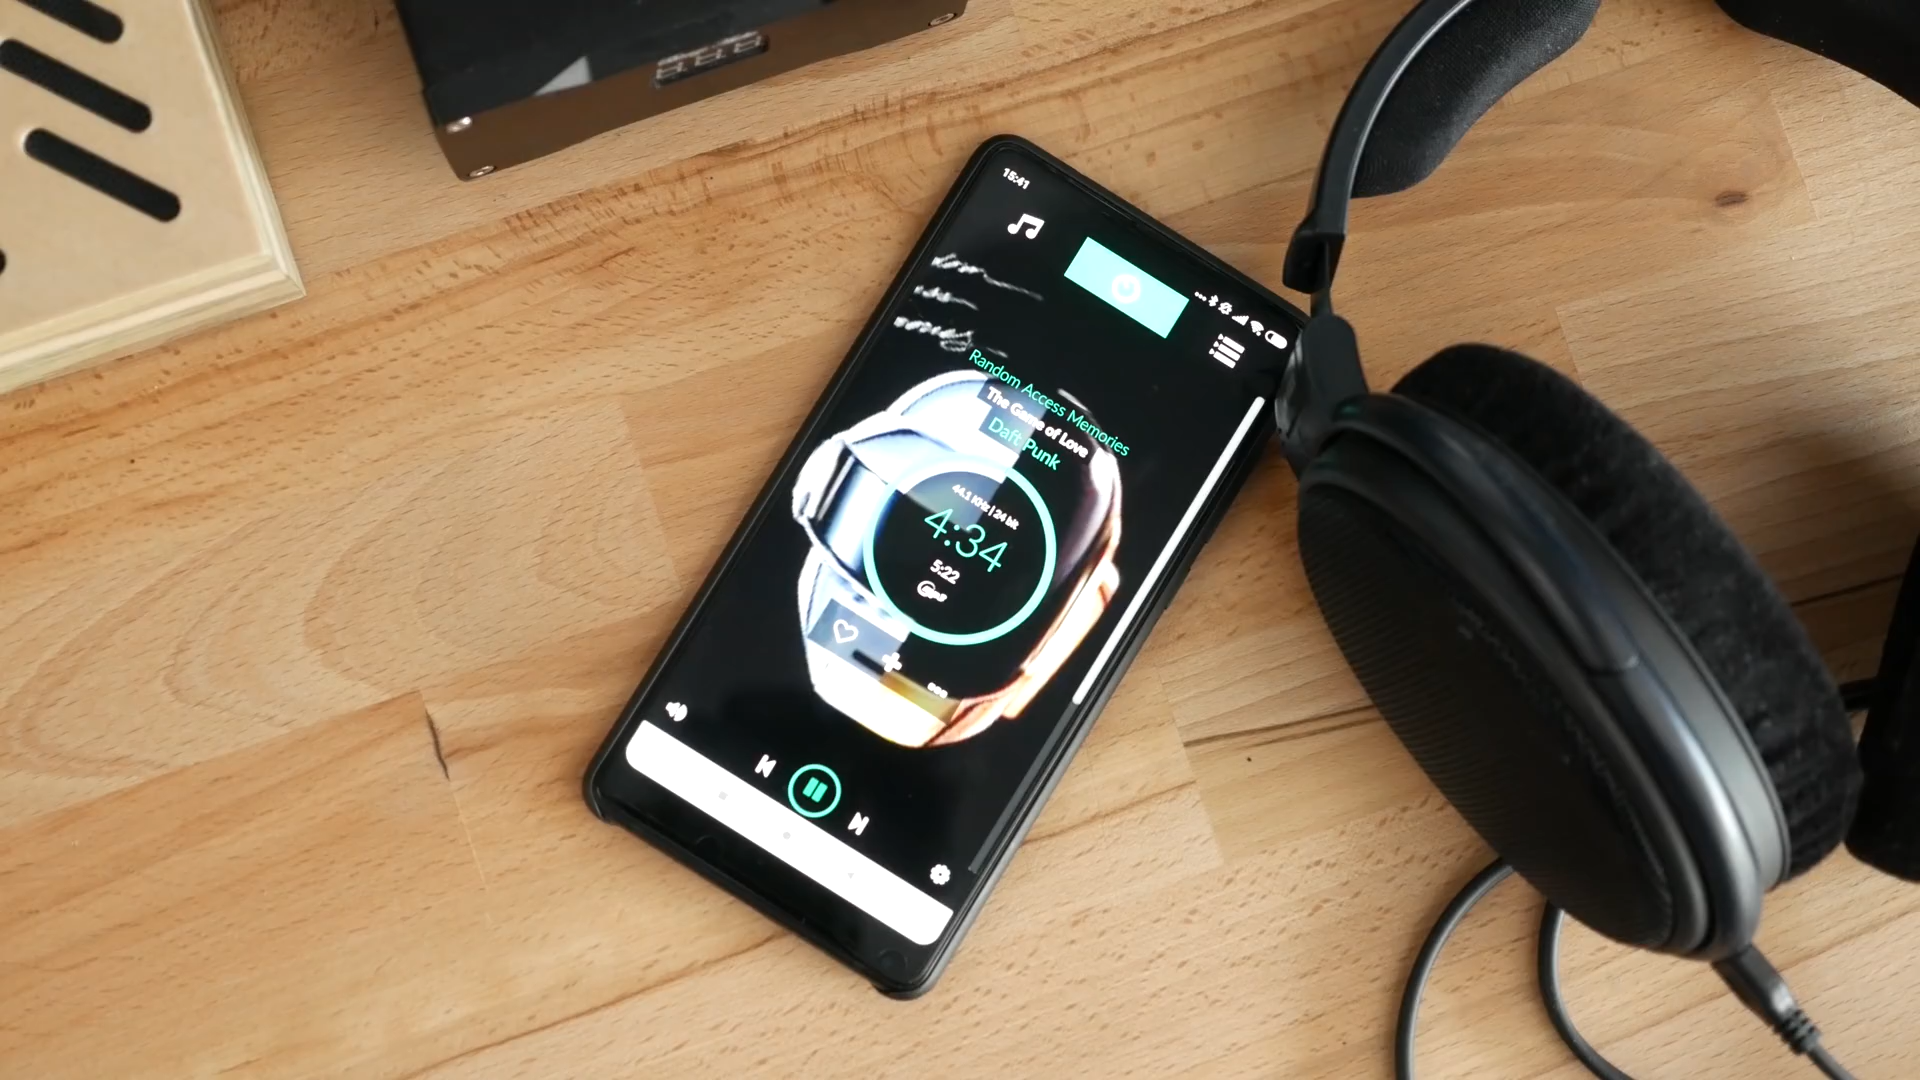 15:41
Random Access Memories
The Game of Love
Daft Punk
44.1 KHz | 24 bit
4:34
5:22